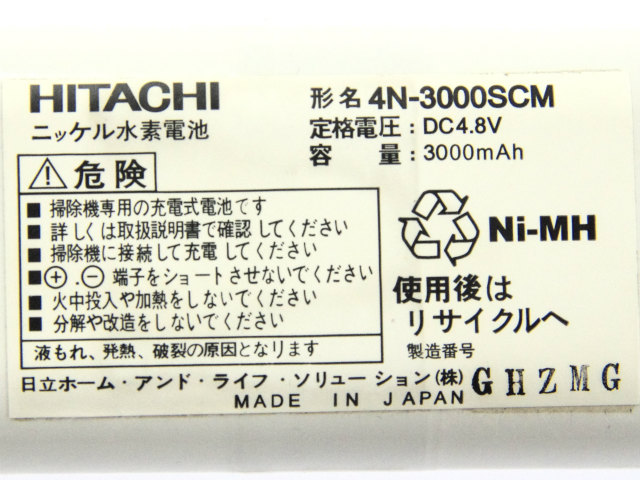 HITACHI
ニッケル水素電池
形名 4N-3000SCM
定格電圧:DC4.8V
容量:3000mAh
危険
■ 掃除機専用の充電式電池です
■ 詳しくは取扱説明書で確認してください
■ 掃除機に接続して充電してください
■ ⊕.⊖ 端子をショートさせないでください
■ 火中投入や加熱をしないでください
■ 分解や改造をしないでください
液もれ、発熱、破裂の原因となります
Ni-MH
使用後は
リサイクルへ
製造番号
GHZMG
日立ホーム・アンド・ライフ・ソリューション(株)
MADE IN JAPAN